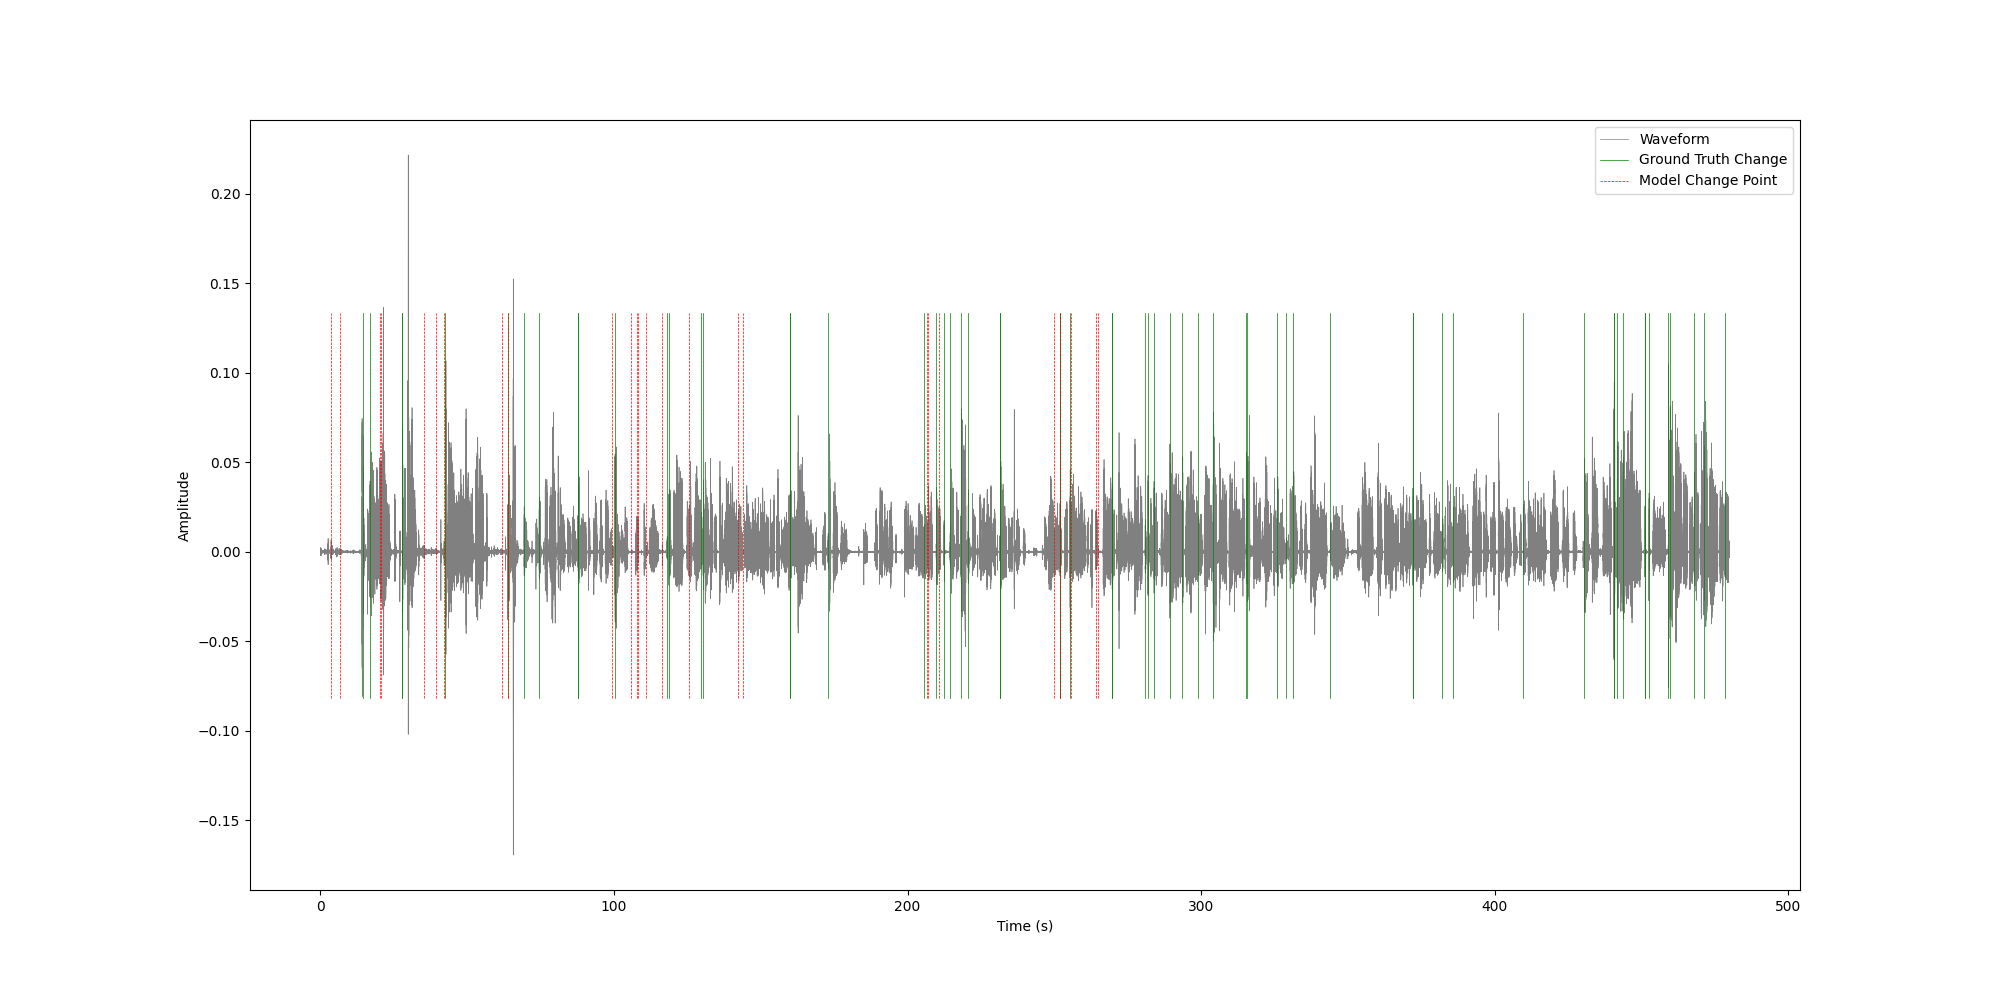 Waveform
Ground Truth Change
Model Change Point
0.20
0.15
0.10
0.05
0.00
−0.05
−0.10
−0.15
Amplitude
0 100 200 300 400 500
Time (s)